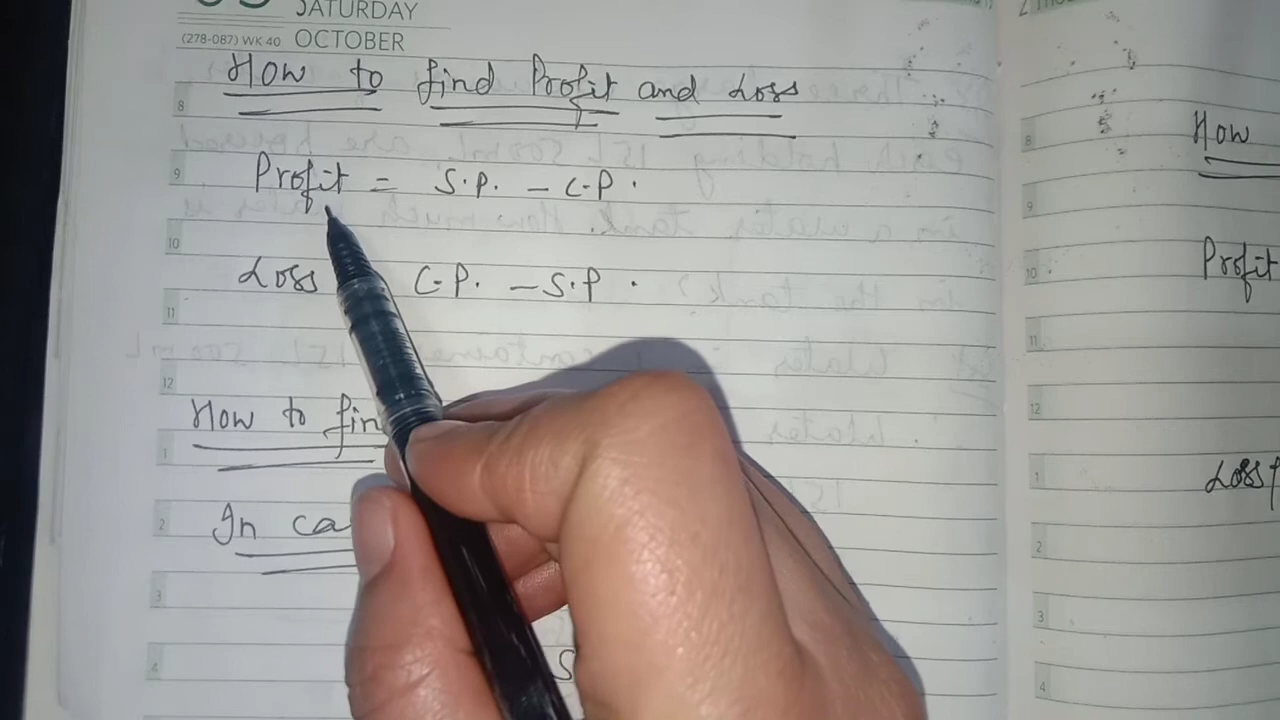 SATURDAY
(278-087) WK 40 OCTOBER
How to find Profit and Loss
8
9 Profit = S.P. - C.P.
10
Loss C.P. - S.P.
11
12
How to fin
1
2 In ca
3
4 S
How
8
9
10 Profit
11
12
1 Loss
2
3
4